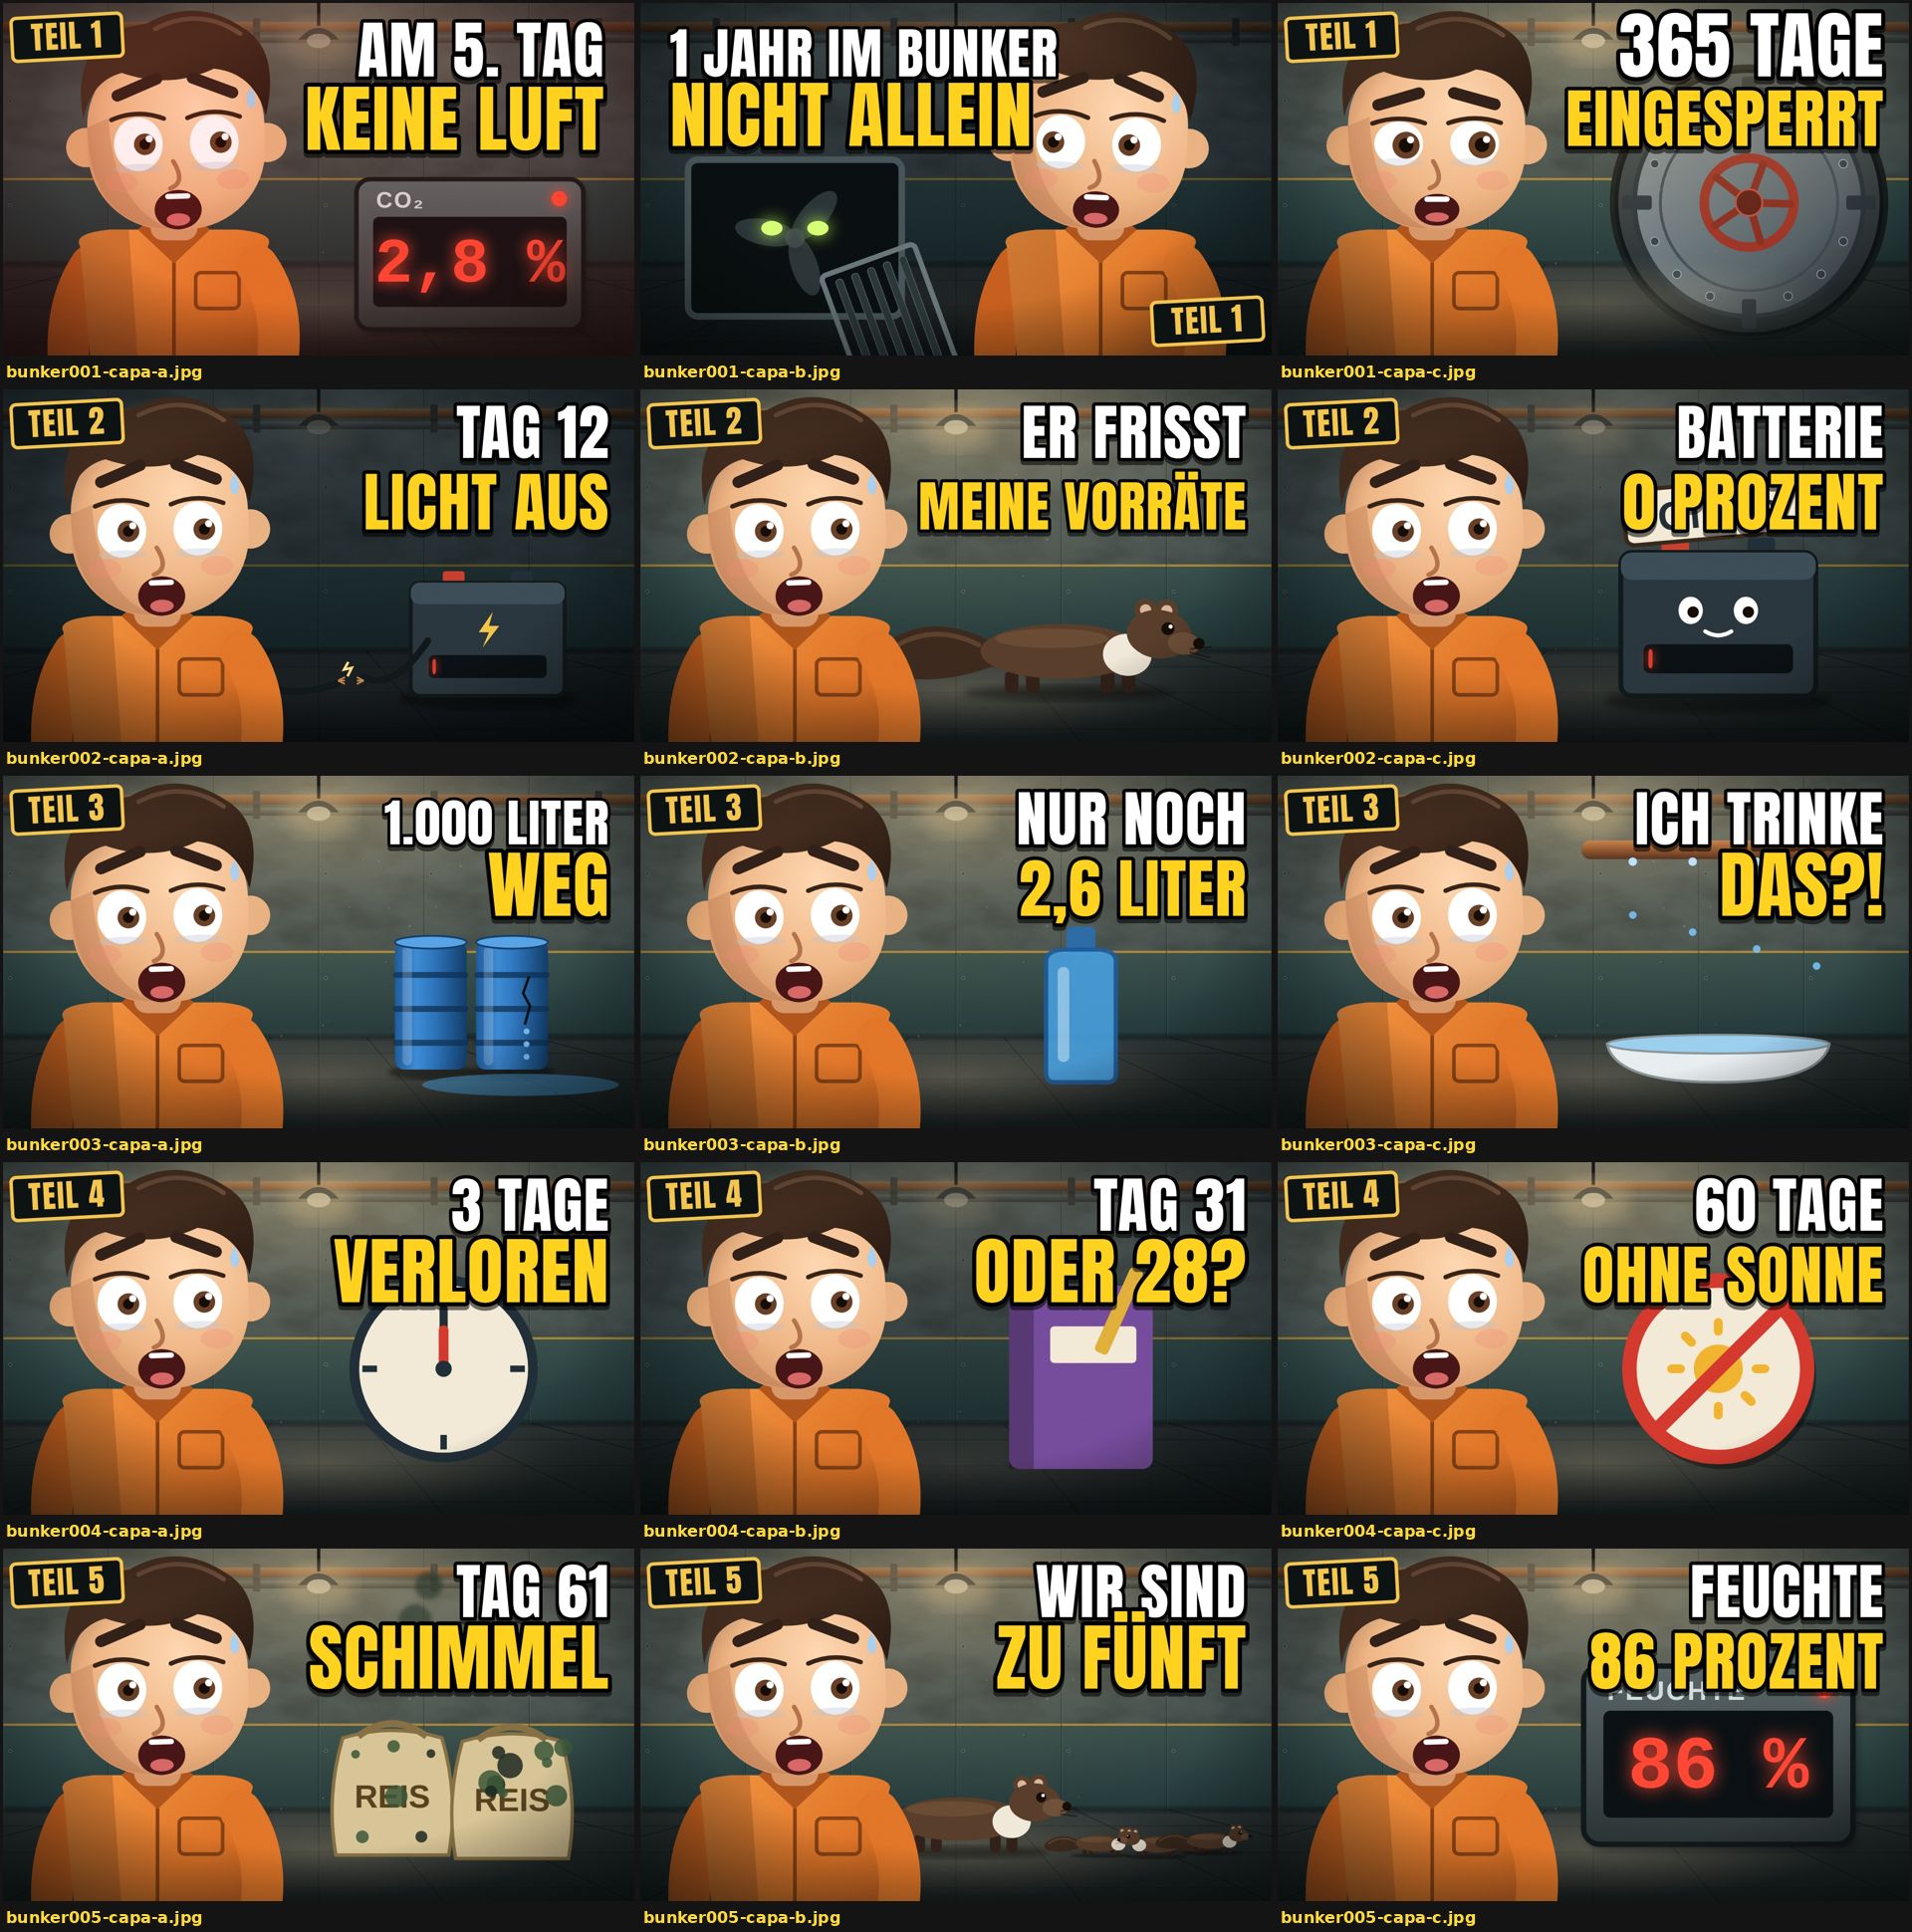 TEIL 1
AM 5. TAG
KEINE LUFT
CO₂
2,8 %
bunker001-capa-a.jpg
1 JAHR IM BUNKER
NICHT ALLEIN
TEIL 1
bunker001-capa-b.jpg
TEIL 1
365 TAGE
EINGESPERRT
bunker001-capa-c.jpg
TEIL 2
TAG 12
LICHT AUS
bunker002-capa-a.jpg
TEIL 2
ER FRISST
MEINE VORRÄTE
bunker002-capa-b.jpg
TEIL 2
BATTERIE
0 PROZENT
bunker002-capa-c.jpg
TEIL 3
1.000 LITER
WEG
bunker003-capa-a.jpg
TEIL 3
NUR NOCH
2,6 LITER
bunker003-capa-b.jpg
TEIL 3
ICH TRINKE
DAS?!
bunker003-capa-c.jpg
TEIL 4
3 TAGE
VERLOREN
bunker004-capa-a.jpg
TEIL 4
TAG 31
ODER 28?
bunker004-capa-b.jpg
TEIL 4
60 TAGE
OHNE SONNE
bunker004-capa-c.jpg
TEIL 5
TAG 61
SCHIMMEL
REIS
REIS
bunker005-capa-a.jpg
TEIL 5
WIR SIND
ZU FÜNFT
bunker005-capa-b.jpg
TEIL 5
FEUCHTE
86 PROZENT
FEUCHTE
86 %
bunker005-capa-c.jpg